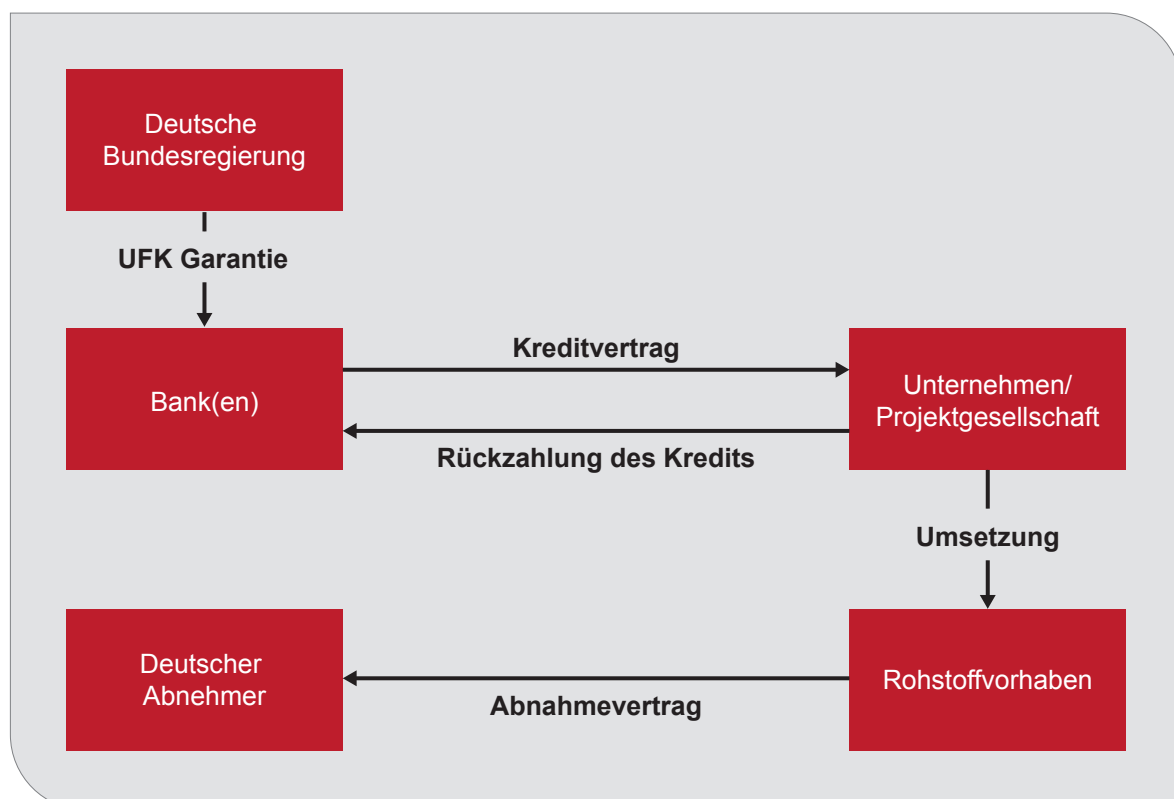 Deutsche
Bundesregierung
UFK Garantie
Bank(en)
Kreditvertrag
Rückzahlung des Kredits
Unternehmen/
Projektgesellschaft
Umsetzung
Deutscher
Abnehmer
Abnahmevertrag
Rohstoffvorhaben